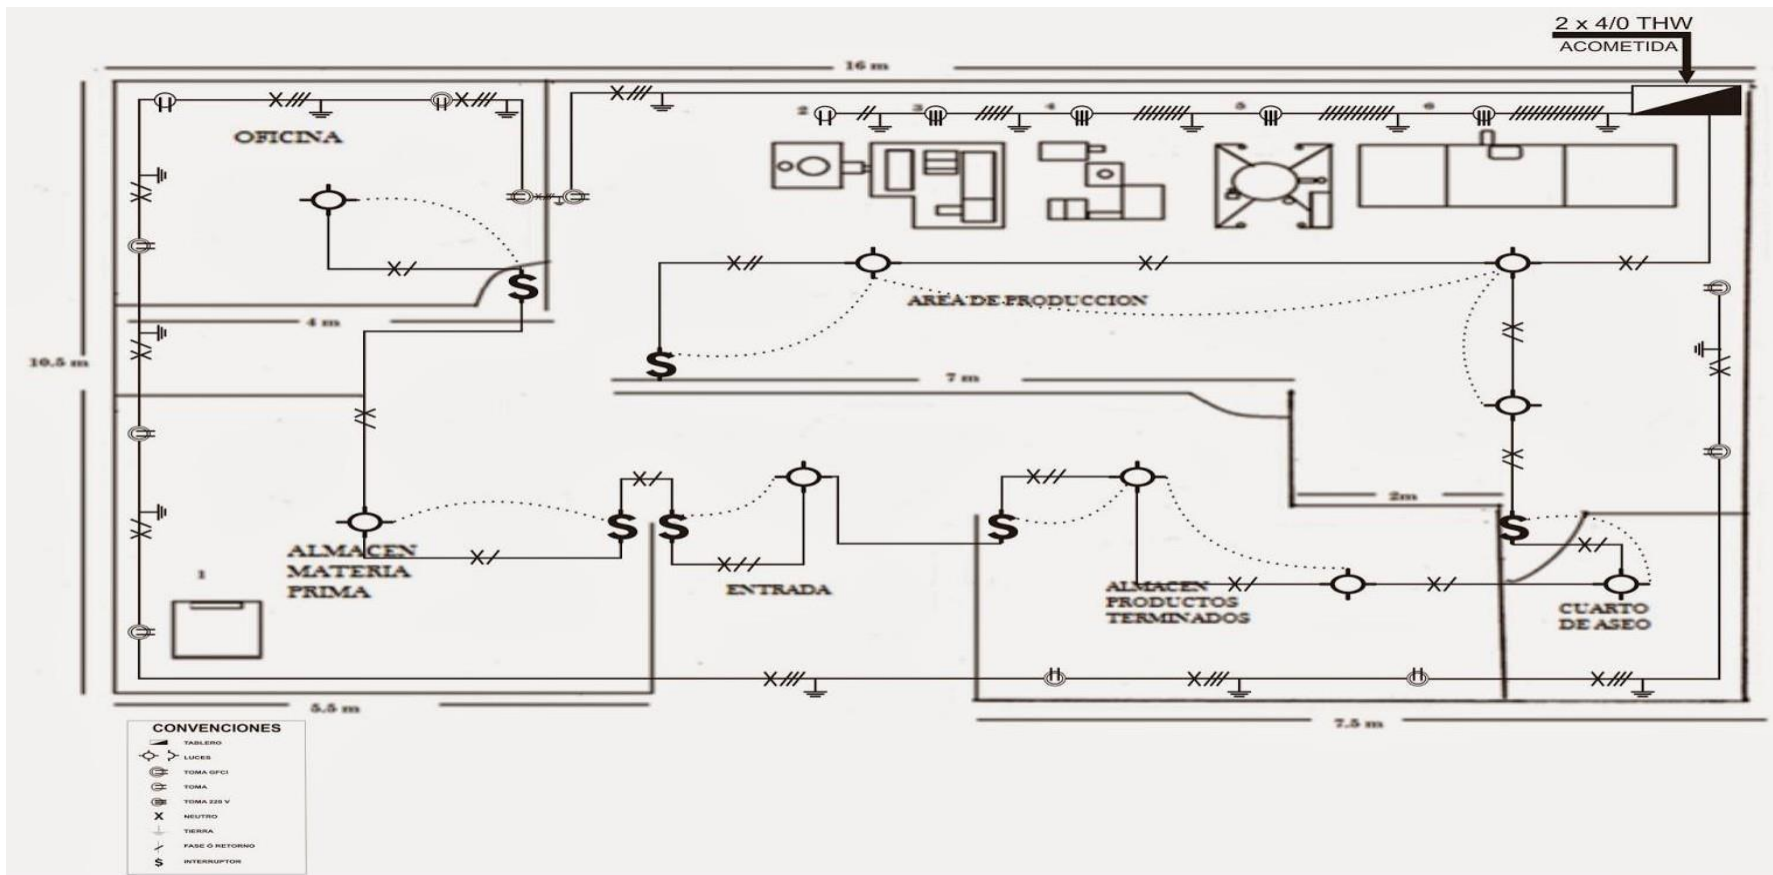 2 x 4/0 THW
ACOMETIDA
16 m
2
3
4
5
6
OFICINA
AREA DE PRODUCCION
4 m
10.5 m
7 m
2m
ALMACEN
MATERIA
PRIMA
1
ENTRADA
ALMACEN
PRODUCTOS
TERMINADOS
CUARTO
DE ASEO
5.5 m
7.5 m
CONVENCIONES
TABLERO
LUCES
TOMA GFCI
TOMA
TOMA 220 V
X NEUTRO
TIERRA
FASE Ó RETORNO
$ INTERRUPTOR